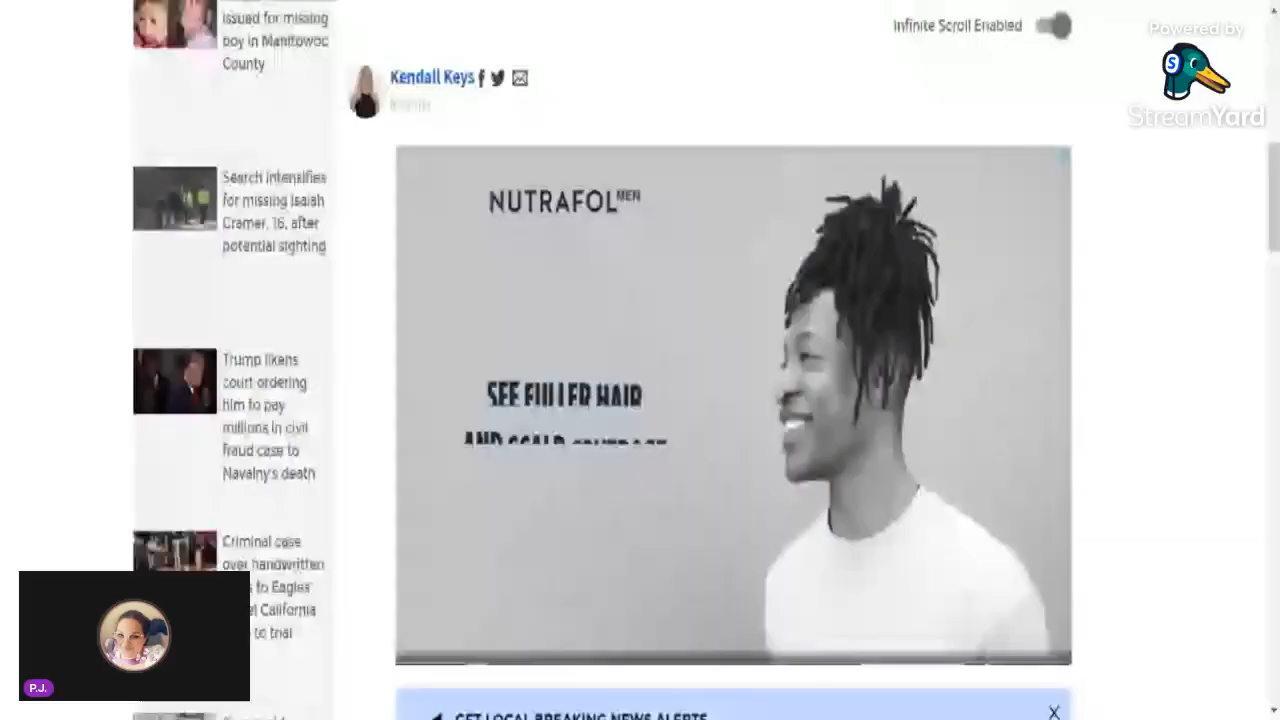 issued for missing
boy in Manitowoc
County
Infinite Scroll Enabled
Powered by
StreamYard
Kendall Keys
Search intensifies
for missing Isaiah
Cramer, 16, after
potential sighting
NUTRAFOL MEN
SEE FULLER HAIR
AND SCALP COVERAGE
Trump likens
court ordering
him to pay
millions in civil
fraud case to
Navalny's death
Criminal case
over handwritten
to Eagles
California
to trial
P.J.
GET LOCAL BREAKING NEWS ALERTS
X